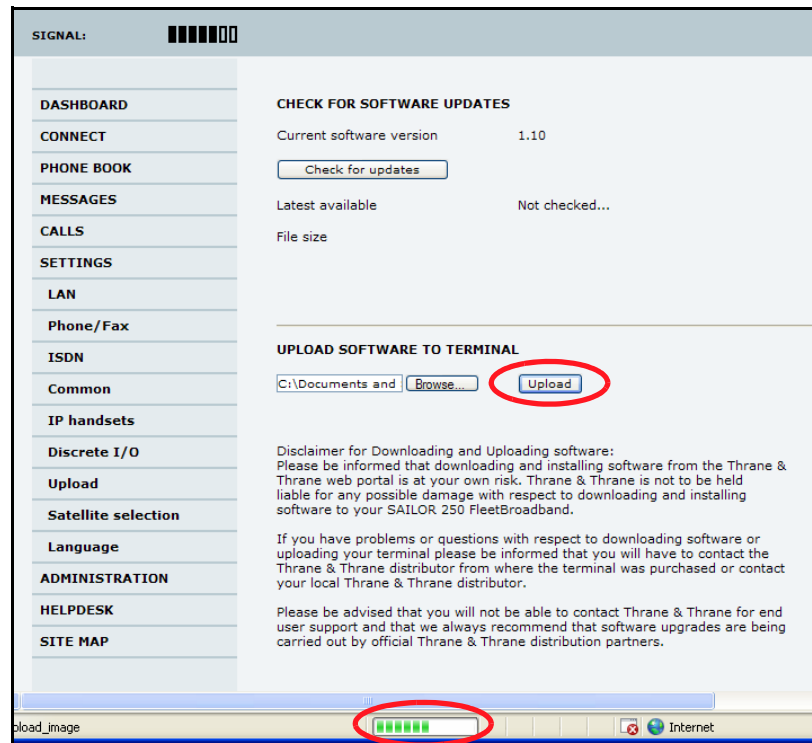 SIGNAL:
DASHBOARD
CONNECT
PHONE BOOK
MESSAGES
CALLS
SETTINGS
LAN
Phone/Fax
ISDN
Common
IP handsets
Discrete I/O
Upload
Satellite selection
Language
ADMINISTRATION
HELPDESK
SITE MAP
CHECK FOR SOFTWARE UPDATES
Current software version 1.10
Check for updates
Latest available Not checked...
File size
UPLOAD SOFTWARE TO TERMINAL
C:\Documents and Browse... Upload
Disclaimer for Downloading and Uploading software:
Please be informed that downloading and installing software from the Thrane &
Thrane web portal is at your own risk. Thrane & Thrane is not to be held
liable for any possible damage with respect to downloading and installing
software to your SAILOR 250 FleetBroadband.
If you have problems or questions with respect to downloading software or
uploading your terminal please be informed that you will have to contact the
Thrane & Thrane distributor from where the terminal was purchased or contact
your local Thrane & Thrane distributor.
Please be advised that you will not be able to contact Thrane & Thrane for end
user support and that we always recommend that software upgrades are being
carried out by official Thrane & Thrane distribution partners.
pload_image Internet